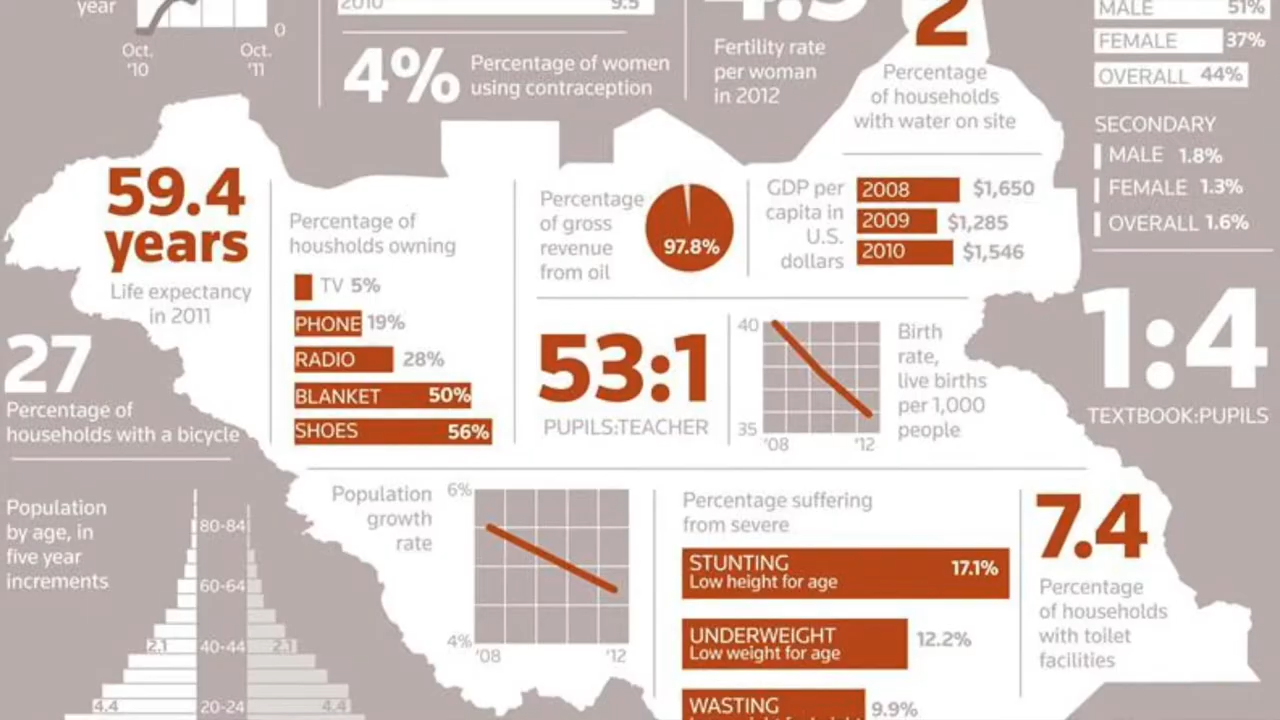 year
0
Oct.
'10
Oct.
'11
2010
9.5
4%
Percentage of women
using contraception
4.5
Fertility rate
per woman
in 2012
2
Percentage
of households
with water on site
MALE 51%
FEMALE 37%
OVERALL 44%
SECONDARY
MALE 1.8%
FEMALE 1.3%
OVERALL 1.6%
59.4
years
Life expectancy
in 2011
Percentage of
housholds owning
TV 5%
PHONE 19%
RADIO 28%
BLANKET 50%
SHOES 56%
Percentage
of gross
revenue
from oil
97.8%
GDP per
capita in
U.S.
dollars
2008 $1,650
2009 $1,285
2010 $1,546
27
Percentage of
households with a bicycle
53:1
PUPILS:TEACHER
40
35
'08
'12
Birth
rate,
live births
per 1,000
people
1:4
TEXTBOOK:PUPILS
Population
by age, in
five year
increments
80-84
60-64
2.1 40-44 2.1
4.4 20-24 4.4
Population
growth
rate
6%
4%
'08
'12
Percentage suffering
from severe
STUNTING
Low height for age
17.1%
UNDERWEIGHT
Low weight for age
12.2%
WASTING
9.9%
7.4
Percentage
of households
with toilet
facilities